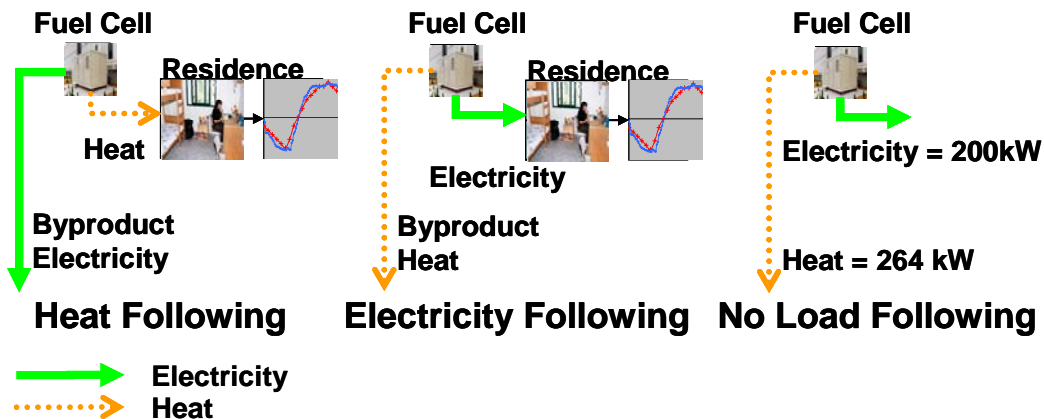 Fuel Cell
Residence
Heat
Byproduct
Electricity
Heat Following
Fuel Cell
Residence
Electricity
Byproduct
Heat
Electricity Following
Fuel Cell
Electricity = 200kW
Heat = 264 kW
No Load Following
Electricity
Heat